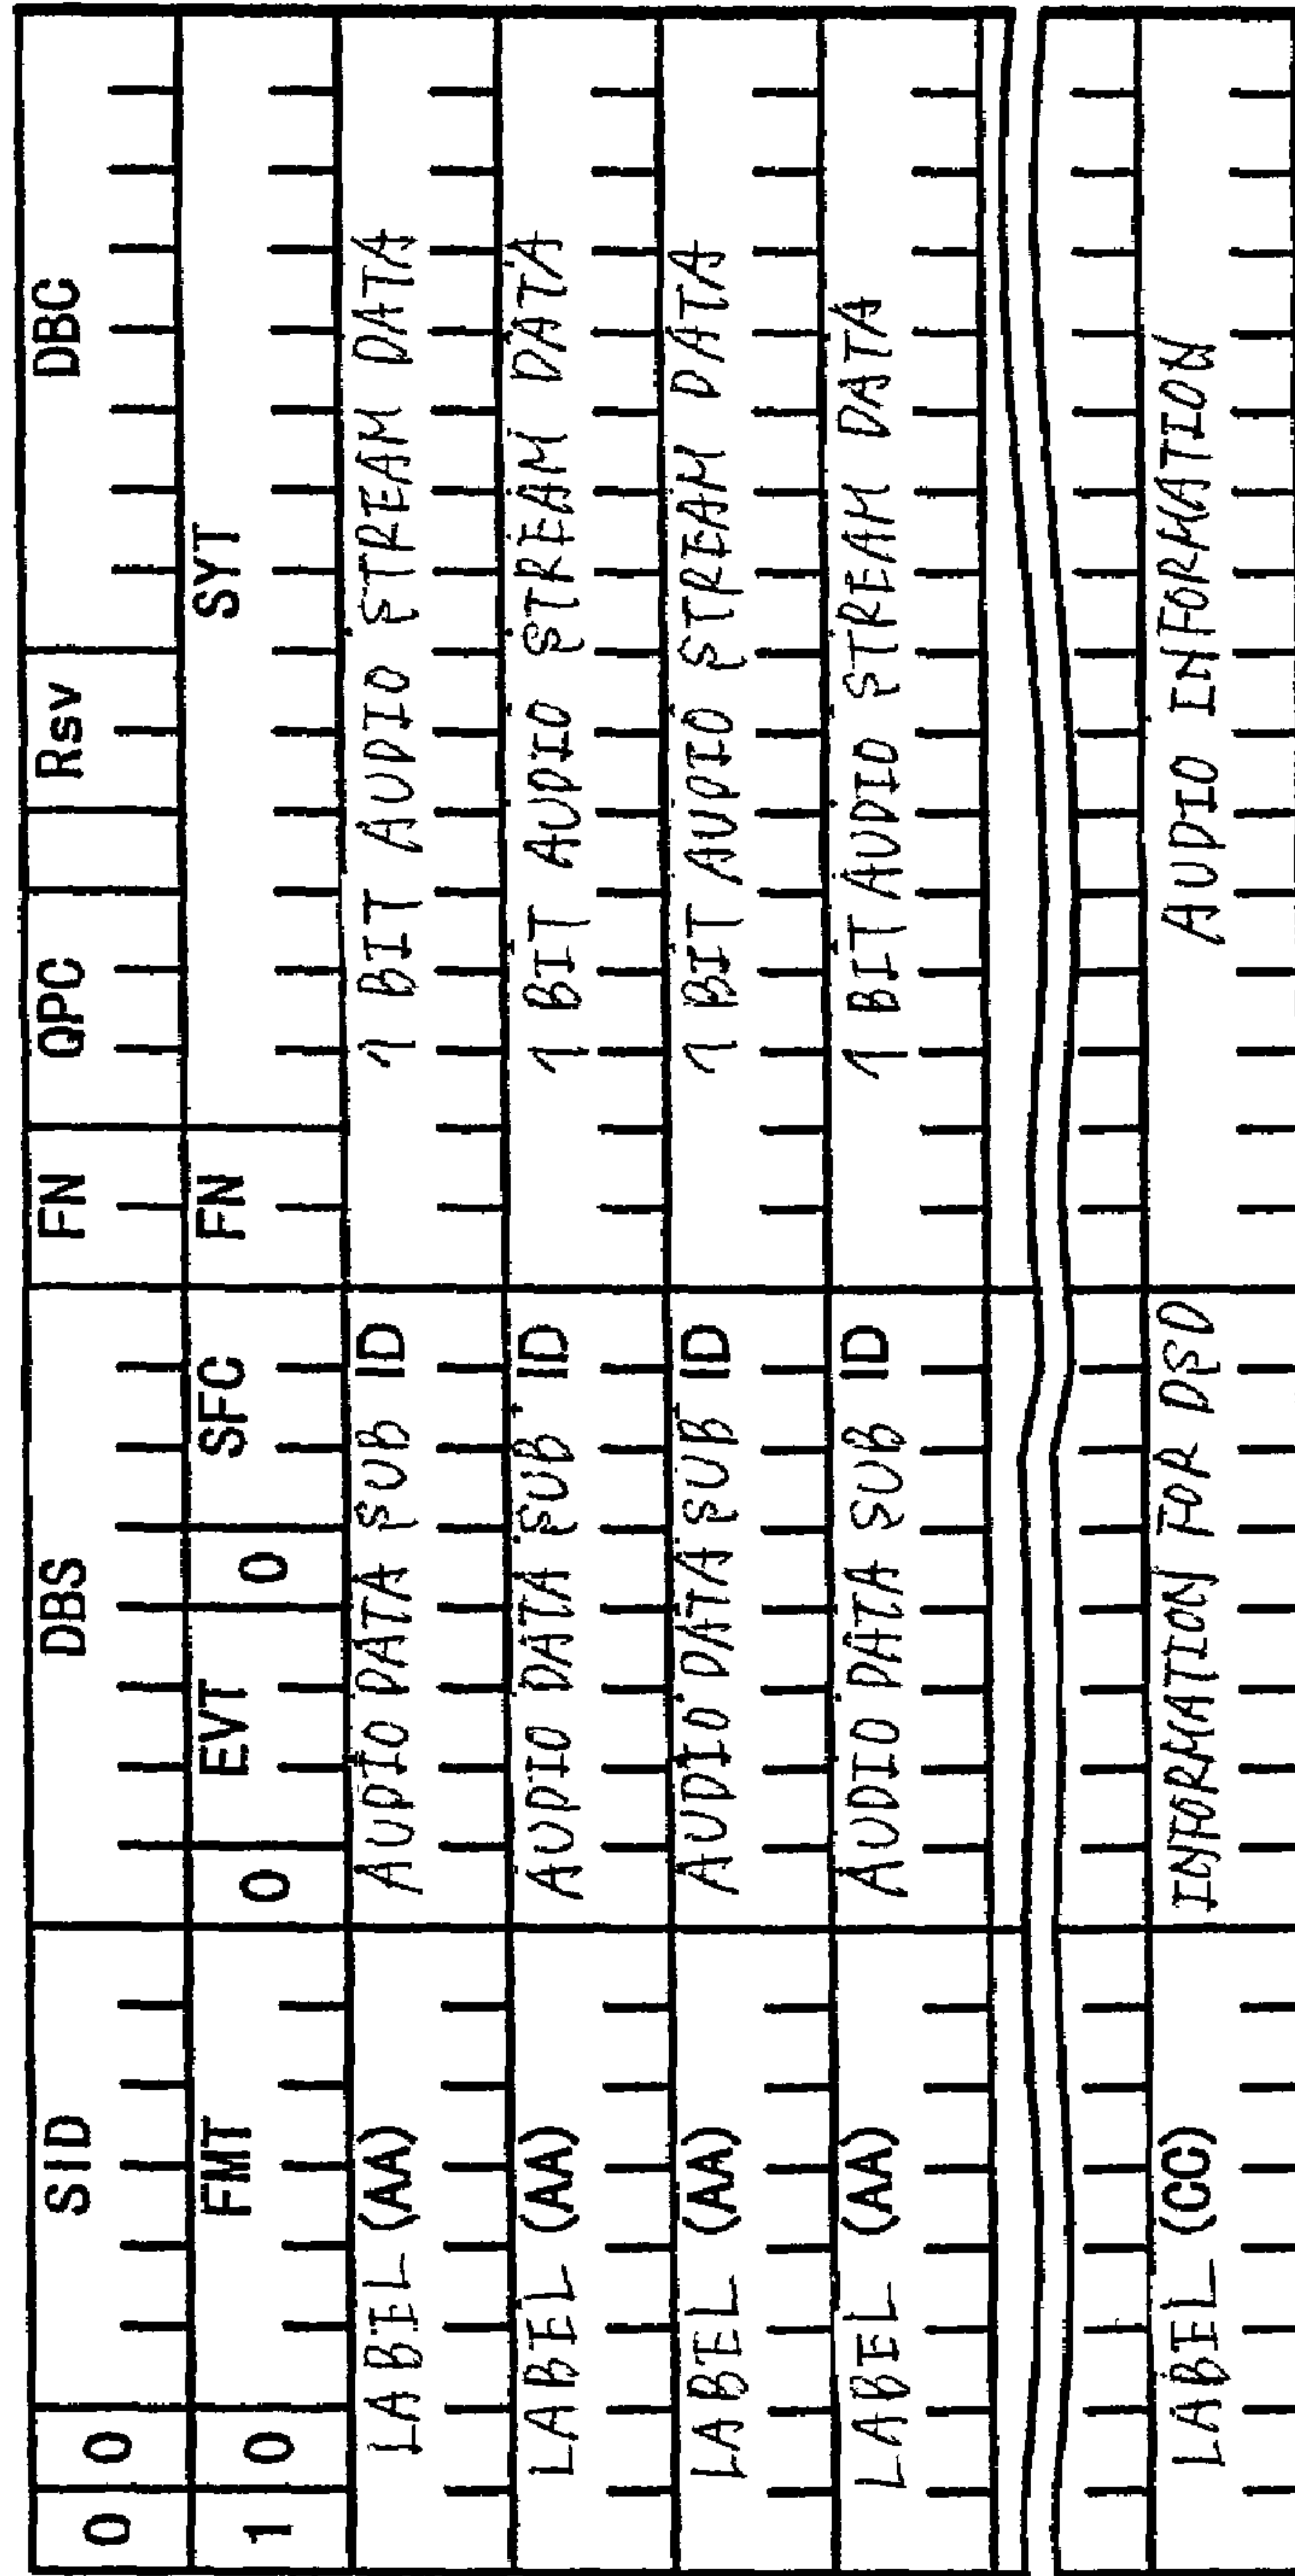 0 0 SID DBS FN QPC Rsv DBC
1 0 FMT 0 EVT 0 SFC FN SYT
LABEL (AA) AUDIO DATA SUB ID 1 BIT AUDIO STREAM DATA
LABEL (AA) AUDIO DATA SUB ID 1 BIT AUDIO STREAM DATA
LABEL (AA) AUDIO DATA SUB ID 1 BIT AUDIO STREAM DATA
LABEL (AA) AUDIO DATA SUB ID 1 BIT AUDIO STREAM DATA
LABEL (CC) INFORMATION FOR DSD AUDIO INFORMATION